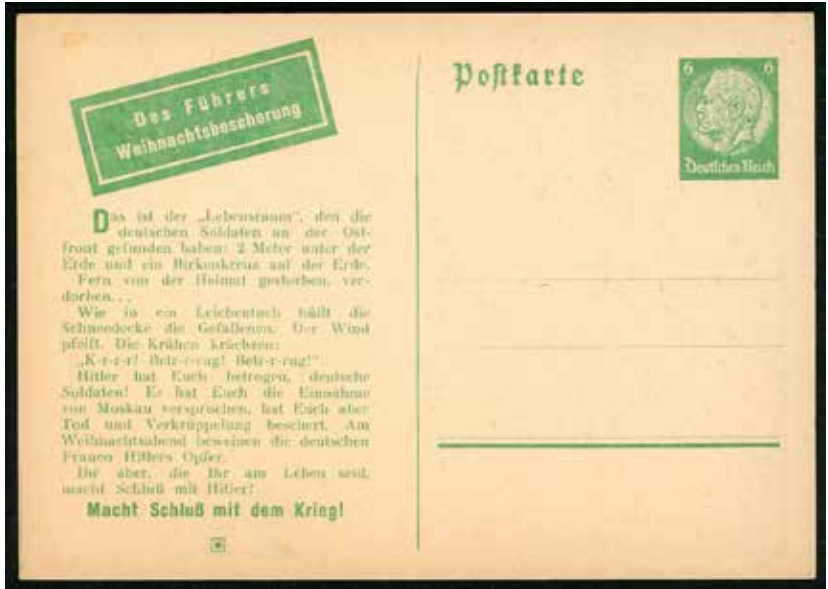 Des Führers
Weihnachtsbescherung
Das ist der „Lebensraum“, den die
deutschen Soldaten an der Ost-
front gefunden haben: 2 Meter unter der
Erde und ein Birkenkreuz auf der Erde.
Fern von der Heimat gestorben, ver-
dorben...
Wie in ein Leichentuch hüllt die
Schneedecke die Gefallenen. Der Wind
pfeift. Die Krähen krächzen:
„K-r-r-r! Betr-r-rug! Betr-r-rug!“
Hitler hat Euch betrogen, deutsche
Soldaten! Er hat Euch die Einnahme
von Moskau versprochen, hat Euch aber
Tod und Verkrüppelung beschert. Am
Weihnachtsabend beweinen die deutschen
Frauen Hitlers Opfer.
Ihr aber, die Ihr am Leben seid,
macht Schluß mit Hitler!
Macht Schluß mit dem Krieg!
Postkarte
6 6
Deutsches Reich